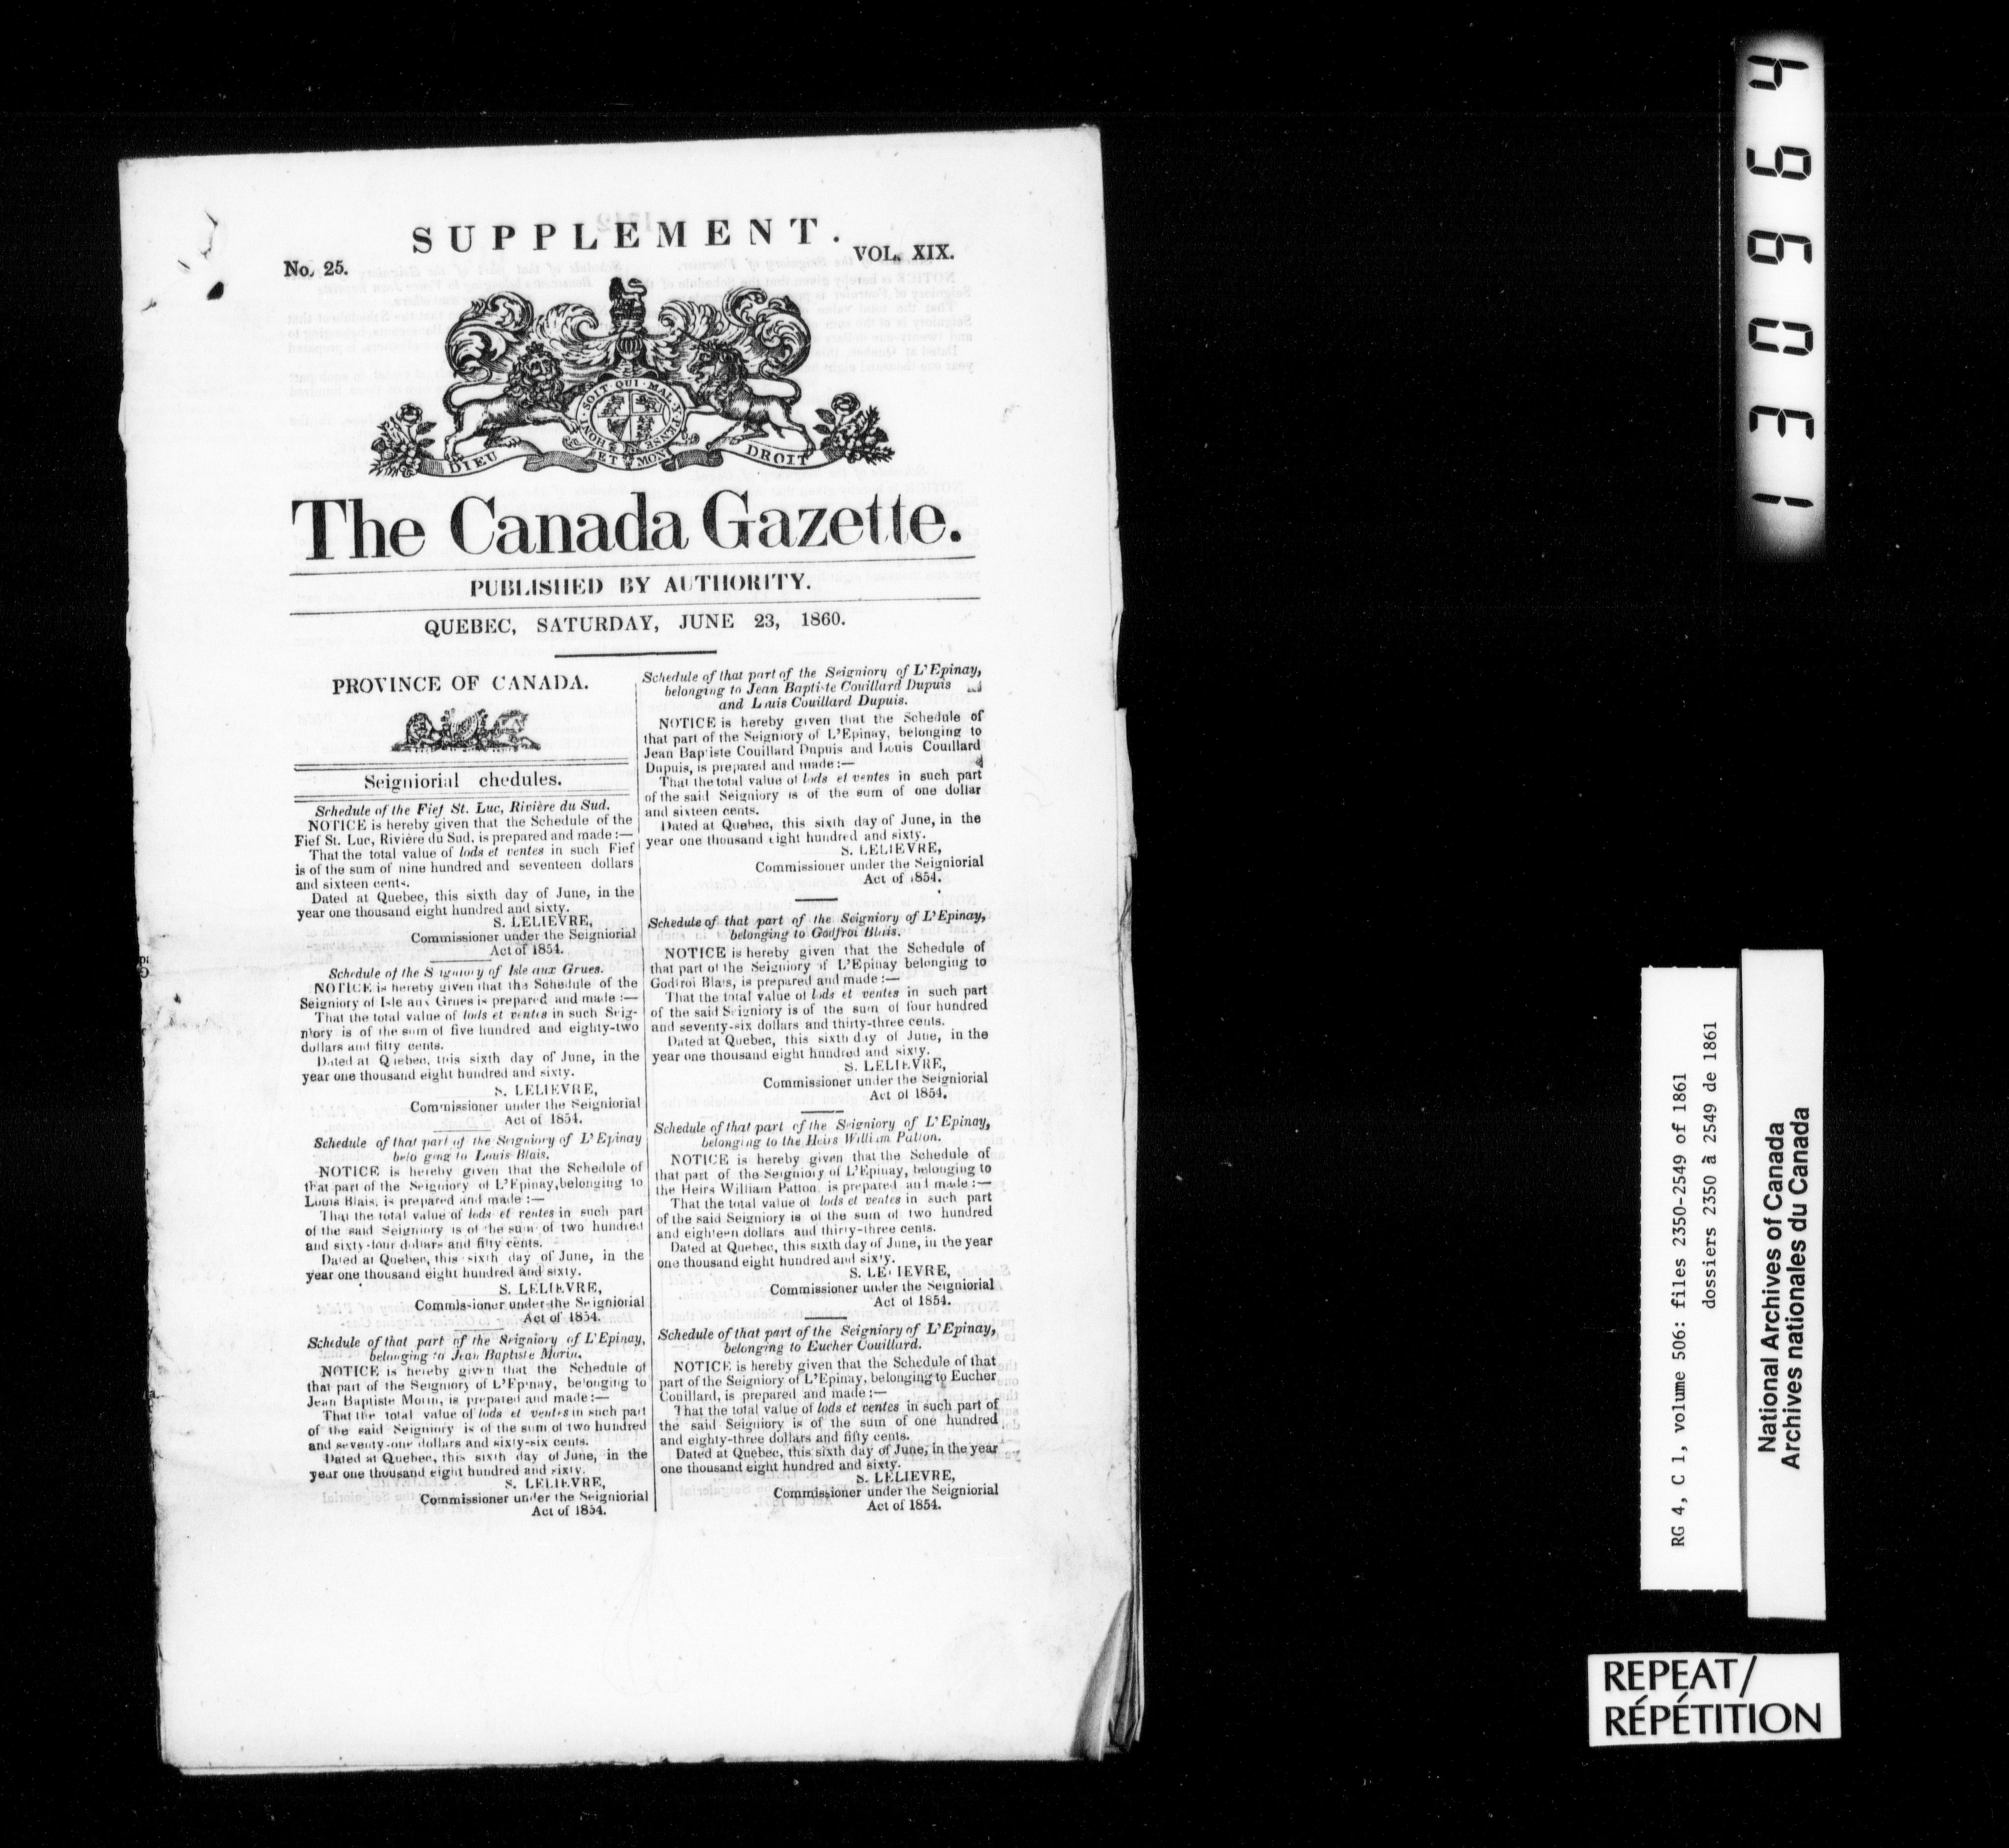 SUPPLEMENT.
No. 25.
VOL. XIX.
HONI · SOIT · QUI · MAL · Y · PENSE
DIEU ET MON DROIT
The Canada Gazette.
PUBLISHED BY AUTHORITY.
QUEBEC, SATURDAY, JUNE 23, 1860.
PROVINCE OF CANADA.
Seigniorial chedules.
Schedule of the Fief St. Luc, Rivière du Sud.
NOTICE is hereby given that the Schedule of the
Fief St. Luc, Rivière du Sud, is prepared and made :—
That the total value of lods et ventes in such Fief
is of the sum of nine hundred and seventeen dollars
and sixteen cents.
Dated at Quebec, this sixth day of June, in the
year one thousand eight hundred and sixty.
S. LELIEVRE,
Commissioner under the Seigniorial
Act of 1854.
Schedule of the S igniory of Isle aux Grues.
NOTICE is hereby given that the Schedule of the
Seigniory of Isle aux Grues is prepared and made :—
That the total value of lods et ventes in such Seig-
niory is of the sum of five hundred and eighty-two
dollars and fifty cents.
Dated at Quebec, this sixth day of June, in the
year one thousand eight hundred and sixty.
S. LELIEVRE,
Commissioner under the Seigniorial
Act of 1854.
Schedule of that part of the Seigniory of L'Epinay
belo ging to Louis Blais.
NOTICE is hereby given that the Schedule of
that part of the Seigniory of L'Epinay, belonging to
Louis Blais, is prepared and made :—
That the total value of lods et ventes in such part
of the said Seigniory is of the sum of two hundred
and sixty-four dollars and fifty cents.
Dated at Quebec, this sixth day of June, in the
year one thousand eight hundred and sixty.
S. LELIEVRE,
Commissioner under the Seigniorial
Act of 1854.
Schedule of that part of the Seigniory of L'Epinay,
belonging to Jean Baptiste Morin.
NOTICE is hereby given that the Schedule of
that part of the Seigniory of L'Epinay, belonging to
Jean Baptiste Morin, is prepared and made:—
That the total value of lods et ventes in such part
of the said Seigniory is of the sum of two hundred
and seventy-one dollars and sixty-six cents.
Dated at Quebec, this sixth day of June, in the
year one thousand eight hundred and sixty.
S. LELIEVRE,
Commissioner under the Seigniorial
Act of 1854.
Schedule of that part of the Seigniory of L'Epinay,
belonging to Jean Baptiste Couillard Dupuis
and Louis Couillard Dupuis.
NOTICE is hereby given that the Schedule of
that part of the Seigniory of L'Epinay, belonging to
Jean Baptiste Couillard Dupuis and Louis Couillard
Dupuis, is prepared and made:—
That the total value of lods et ventes in such part
of the said Seigniory is of the sum of one dollar
and sixteen cents.
Dated at Quebec, this sixth day of June, in the
year one thousand eight hundred and sixty.
S. LELIEVRE,
Commissioner under the Seigniorial
Act of 1854.
Schedule of that part of the Seigniory of L'Epinay,
belonging to Godfroi Blais.
NOTICE is hereby given that the Schedule of
that part of the Seigniory of L'Epinay belonging to
Godfroi Blais, is prepared and made :—
That the total value of lods et ventes in such part
of the said Seigniory is of the sum of four hundred
and seventy-six dollars and thirty-three cents.
Dated at Quebec, this sixth day of June, in the
year one thousand eight hundred and sixty.
S. LELIEVRE,
Commissioner under the Seigniorial
Act of 1854.
Schedule of that part of the Seigniory of L'Epinay,
belonging to the Heirs William Patton.
NOTICE is hereby given that the Schedule of
that part of the Seigniory of L'Epinay, belonging to
the Heirs William Patton, is prepared and made :—
That the total value of lods et ventes in such part
of the said Seigniory is of the sum of two hundred
and eighteen dollars and thirty-three cents.
Dated at Quebec, this sixth day of June, in the year
one thousand eight hundred and sixty.
S. LELIEVRE,
Commissioner under the Seigniorial
Act of 1854.
Schedule of that part of the Seigniory of L'Epinay,
belonging to Eucher Couillard.
NOTICE is hereby given that the Schedule of that
part of the Seigniory of L'Epinay, belonging to Eucher
Couillard, is prepared and made :—
That the total value of lods et ventes in such part of
the said Seigniory is of the sum of one hundred
and eighty-three dollars and fifty cents.
Dated at Quebec, this sixth day of June, in the year
one thousand eight hundred and sixty.
S. LELIEVRE,
Commissioner under the Seigniorial
Act of 1854.
130964
RG 4, C 1, volume 506: files 2350-2549 of 1861
dossiers 2350 à 2549 de 1861
National Archives of Canada
Archives nationales du Canada
REPEAT/
RÉPÉTITION